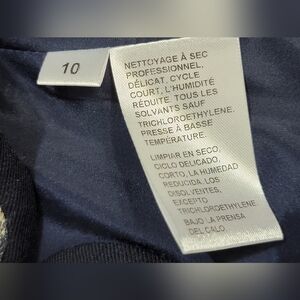 10
NETTOYAGE À SEC
PROFESSIONNEL,
DÉLICAT, CYCLE
COURT, L'HUMIDITÉ
RÉDUITE. TOUS LES
SOLVANTS SAUF
TRICHLOROETHYLENE.
PRESSE À BASSE
TEMPÉRATURE.
LIMPIAR EN SECO,
CICLO DELICADO,
CORTO, LA HUMEDAD
REDUCIDA. LOS
DISOLVENTES,
EXCEPTO
TRICHLOROETHYLENE
BAJO LA PRENSA
DEL CALO